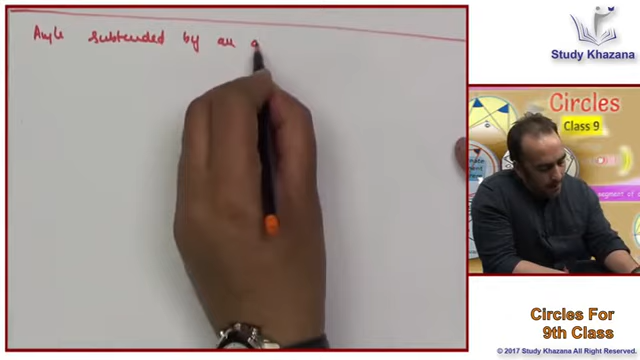 Angle subtended by an a
Study Khazana
Circles
Class 9
Circles For
9th Class
© 2017 Study Khazana All Right Reserved.